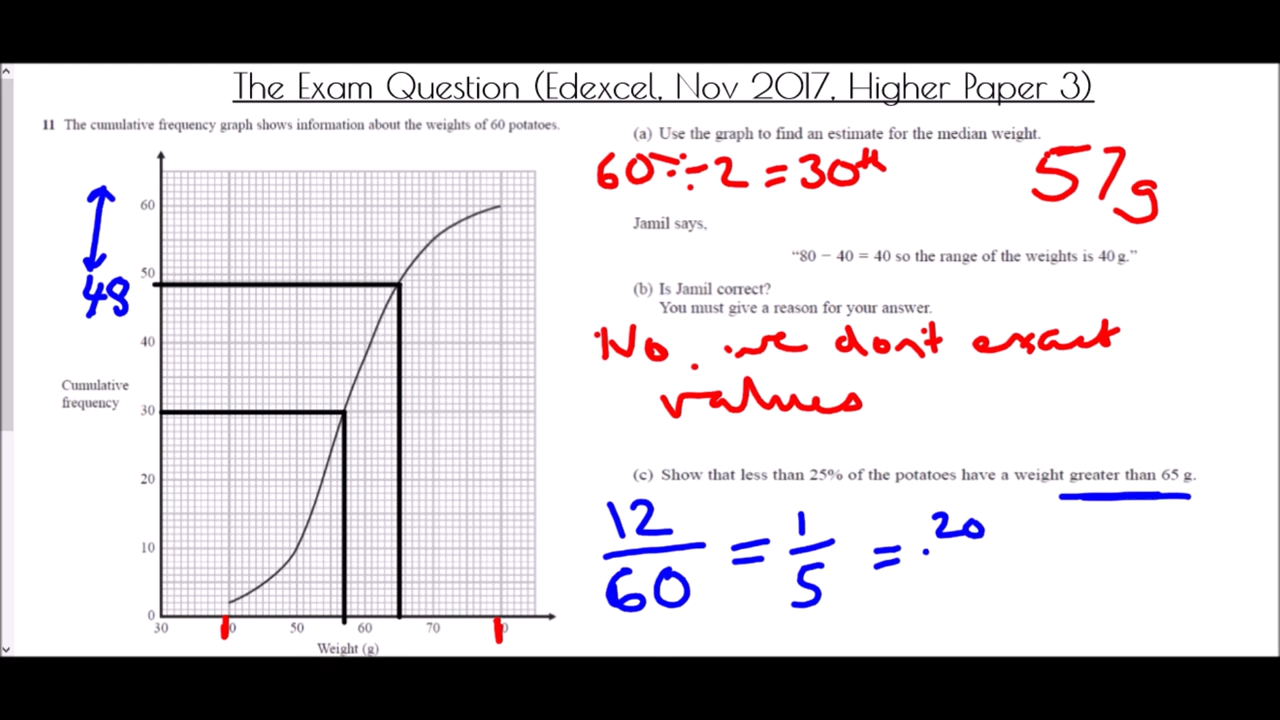 The Exam Question (Edexcel, Nov 2017, Higher Paper 3)
11 The cumulative frequency graph shows information about the weights of 60 potatoes.
60
50
48
40
Cumulative
frequency
30
20
10
0
30
50
60
70
Weight (g)
(a) Use the graph to find an estimate for the median weight.
60 ÷ 2 = 30th
57g
Jamil says,
“80 − 40 = 40 so the range of the weights is 40 g.”
(b) Is Jamil correct?
You must give a reason for your answer.
No. we don't exact
values
(c) Show that less than 25% of the potatoes have a weight greater than 65 g.
12/60 = 1/5 = .20